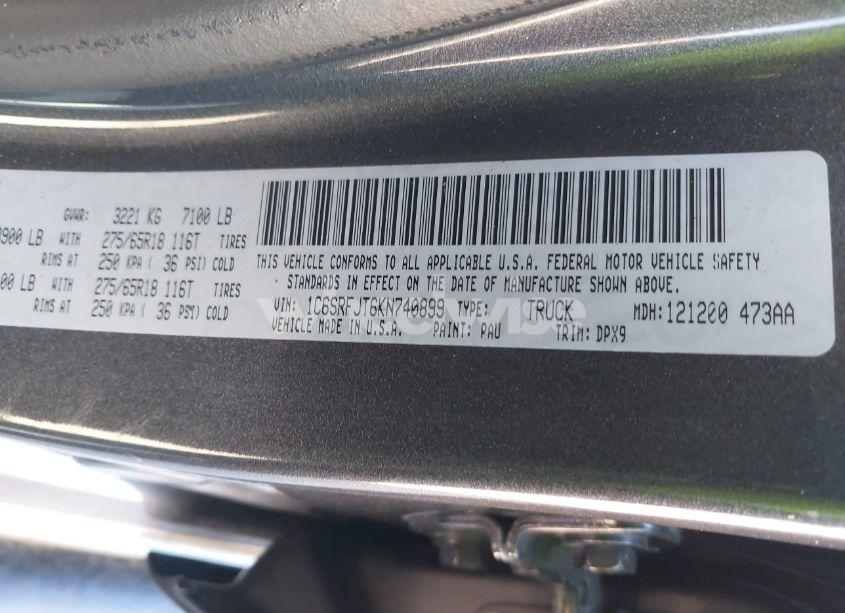 GVWR: 3221 KG 7100 LB
900 LB WITH 275/65R18 116T TIRES
RIMS AT 250 KPA ( 36 PSI) COLD
00 LB WITH 275/65R18 116T TIRES
RIMS AT 250 KPA ( 36 PSI) COLD
THIS VEHICLE CONFORMS TO ALL APPLICABLE U.S.A. FEDERAL MOTOR VEHICLE SAFETY
STANDARDS IN EFFECT ON THE DATE OF MANUFACTURE SHOWN ABOVE.
VIN: 1C6SRFJT6KN740899 TYPE: TRUCK MDH: 121200 473AA
VEHICLE MADE IN U.S.A. PAINT: PAU TRIM: DPX9